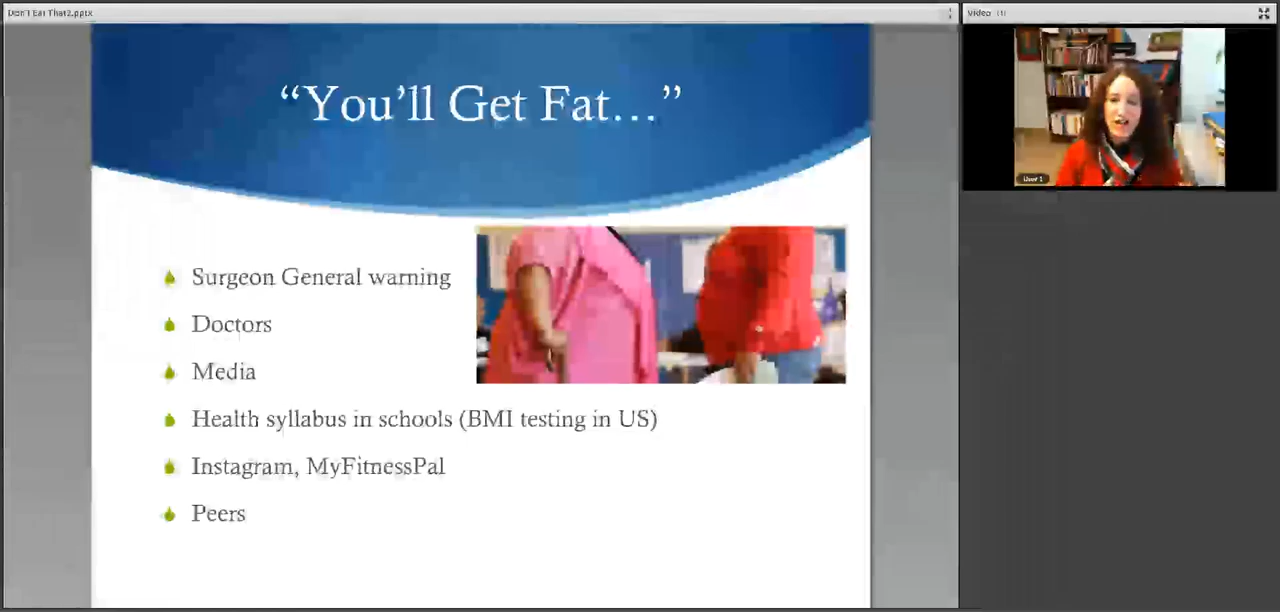 Don't Eat That2.pptx
Video (1)
“You’ll Get Fat…”
Surgeon General warning
Doctors
Media
Health syllabus in schools (BMI testing in US)
Instagram, MyFitnessPal
Peers
User 1